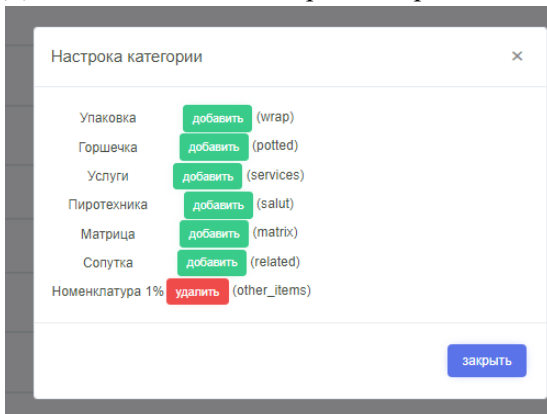 Настрока категории ×
Упаковка добавить (wrap)
Горшечка добавить (potted)
Услуги добавить (services)
Пиротехника добавить (salut)
Матрица добавить (matrix)
Сопутка добавить (related)
Номенклатура 1% удалить (other_items)
закрыть